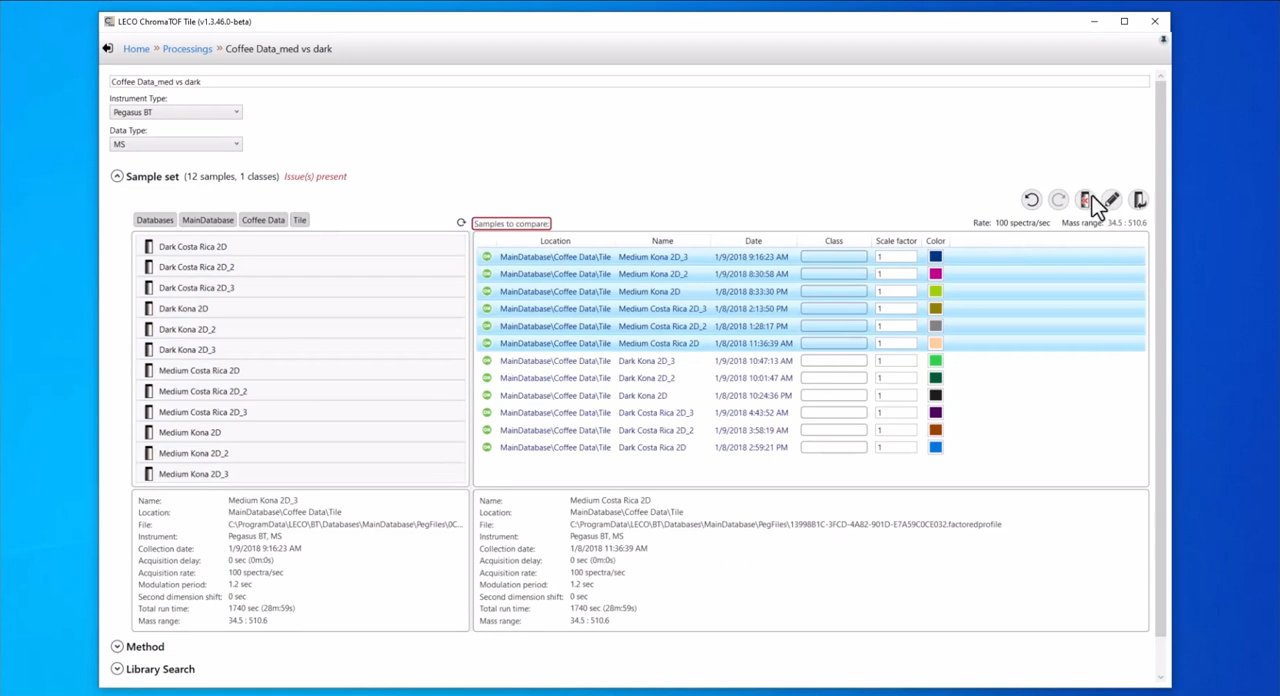 LECO ChromaTOF Tile (v1.3.46.0-beta)
Home » Processings » Coffee Data_med vs dark
Coffee Data_med vs dark
Instrument Type:
Pegasus BT
Data Type:
MS
Sample set (12 samples, 1 classes) Issue(s) present
Rate: 100 spectra/sec Mass range: 34.5 : 510.6
Databases MainDatabase Coffee Data Tile
Dark Costa Rica 2D
Dark Costa Rica 2D_2
Dark Costa Rica 2D_3
Dark Kona 2D
Dark Kona 2D_2
Dark Kona 2D_3
Medium Costa Rica 2D
Medium Costa Rica 2D_2
Medium Costa Rica 2D_3
Medium Kona 2D
Medium Kona 2D_2
Medium Kona 2D_3
Samples to compare:
Location Name Date Class Scale factor Color
MainDatabase\Coffee Data\Tile Medium Kona 2D_3 1/9/2018 9:16:23 AM 1
MainDatabase\Coffee Data\Tile Medium Kona 2D_2 1/9/2018 8:30:58 AM 1
MainDatabase\Coffee Data\Tile Medium Kona 2D 1/8/2018 8:33:30 PM 1
MainDatabase\Coffee Data\Tile Medium Costa Rica 2D_3 1/8/2018 2:13:50 PM 1
MainDatabase\Coffee Data\Tile Medium Costa Rica 2D_2 1/8/2018 1:28:17 PM 1
MainDatabase\Coffee Data\Tile Medium Costa Rica 2D 1/8/2018 11:36:39 AM 1
MainDatabase\Coffee Data\Tile Dark Kona 2D_3 1/9/2018 10:47:13 AM 1
MainDatabase\Coffee Data\Tile Dark Kona 2D_2 1/9/2018 10:01:47 AM 1
MainDatabase\Coffee Data\Tile Dark Kona 2D 1/8/2018 10:24:36 PM 1
MainDatabase\Coffee Data\Tile Dark Costa Rica 2D_3 1/9/2018 4:43:52 AM 1
MainDatabase\Coffee Data\Tile Dark Costa Rica 2D_2 1/9/2018 3:58:19 AM 1
MainDatabase\Coffee Data\Tile Dark Costa Rica 2D 1/8/2018 2:59:21 PM 1
Name: Medium Kona 2D_3
Location: MainDatabase\Coffee Data\Tile
File: C:\ProgramData\LECO\BT\Databases\MainDatabase\PegFiles\0C...
Instrument: Pegasus BT, MS
Collection date: 1/9/2018 9:16:23 AM
Acquisition delay: 0 sec (0m:0s)
Acquisition rate: 100 spectra/sec
Modulation period: 1.2 sec
Second dimension shift: 0 sec
Total run time: 1740 sec (28m:59s)
Mass range: 34.5 : 510.6
Name: Medium Costa Rica 2D
Location: MainDatabase\Coffee Data\Tile
File: C:\ProgramData\LECO\BT\Databases\MainDatabase\PegFiles\1399881C-3FCD-4A82-901D-E7A59C0CE032.factoredprofile
Instrument: Pegasus BT, MS
Collection date: 1/8/2018 11:36:39 AM
Acquisition delay: 0 sec (0m:0s)
Acquisition rate: 100 spectra/sec
Modulation period: 1.2 sec
Second dimension shift: 0 sec
Total run time: 1740 sec (28m:59s)
Mass range: 34.5 : 510.6
Method
Library Search